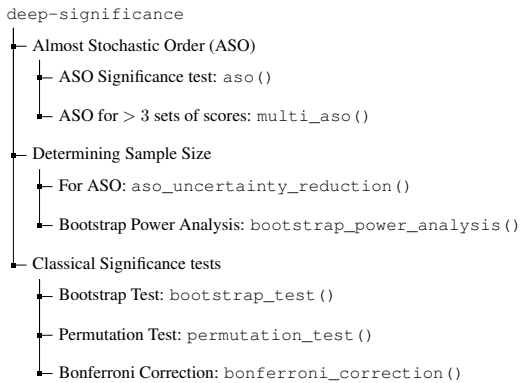 deep-significance
Almost Stochastic Order (ASO)
ASO Significance test: aso()
ASO for > 3 sets of scores: multi_aso()
Determining Sample Size
For ASO: aso_uncertainty_reduction()
Bootstrap Power Analysis: bootstrap_power_analysis()
Classical Significance tests
Bootstrap Test: bootstrap_test()
Permutation Test: permutation_test()
Bonferroni Correction: bonferroni_correction()